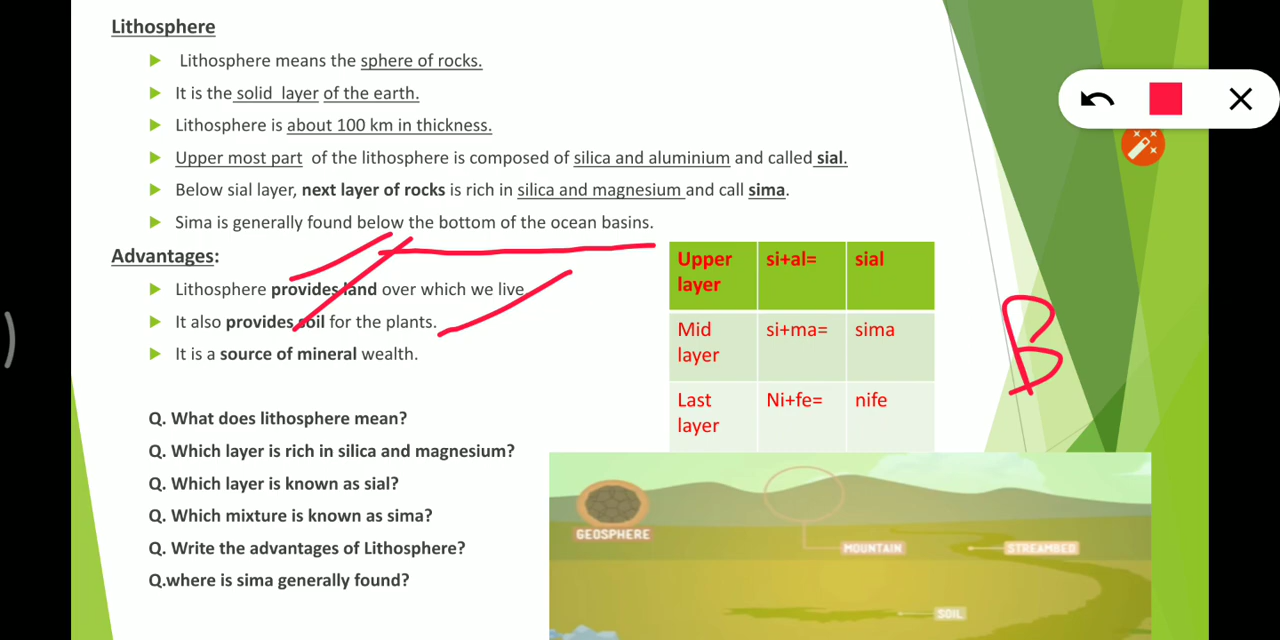 Lithosphere
Lithosphere means the sphere of rocks.
It is the solid layer of the earth.
Lithosphere is about 100 km in thickness.
Upper most part of the lithosphere is composed of silica and aluminium and called sial.
Below sial layer, next layer of rocks is rich in silica and magnesium and call sima.
Sima is generally found below the bottom of the ocean basins.
Advantages:
Lithosphere provides land over which we live.
It also provides soil for the plants.
It is a source of mineral wealth.
Upper layer si+al= sial
Mid layer si+ma= sima
Last layer Ni+fe= nife
B
Q. What does lithosphere mean?
Q. Which layer is rich in silica and magnesium?
Q. Which layer is known as sial?
Q. Which mixture is known as sima?
Q. Write the advantages of Lithosphere?
Q.where is sima generally found?
GEOSPHERE
MOUNTAIN
STREAMBED
SOIL